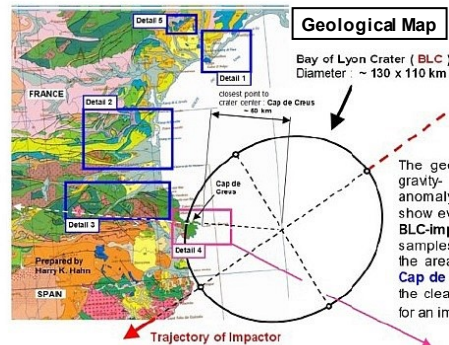 Detail 5
Geological Map
Detail 1
Bay of Lyon Crater ( BLC )
Diameter : ~ 130 x 110 km
FRANCE
closest point to
crater center : Cap de Creus
~ 65 km
Detail 2
The geo
gravity-
anomaly
show ev
BLC-imp
samples
the area
Cap de
the clea
for an im
Cap de
Creus
Detail 3
Detail 4
Prepared by
Harry K. Hahn
SPAIN
Trajectory of Impactor